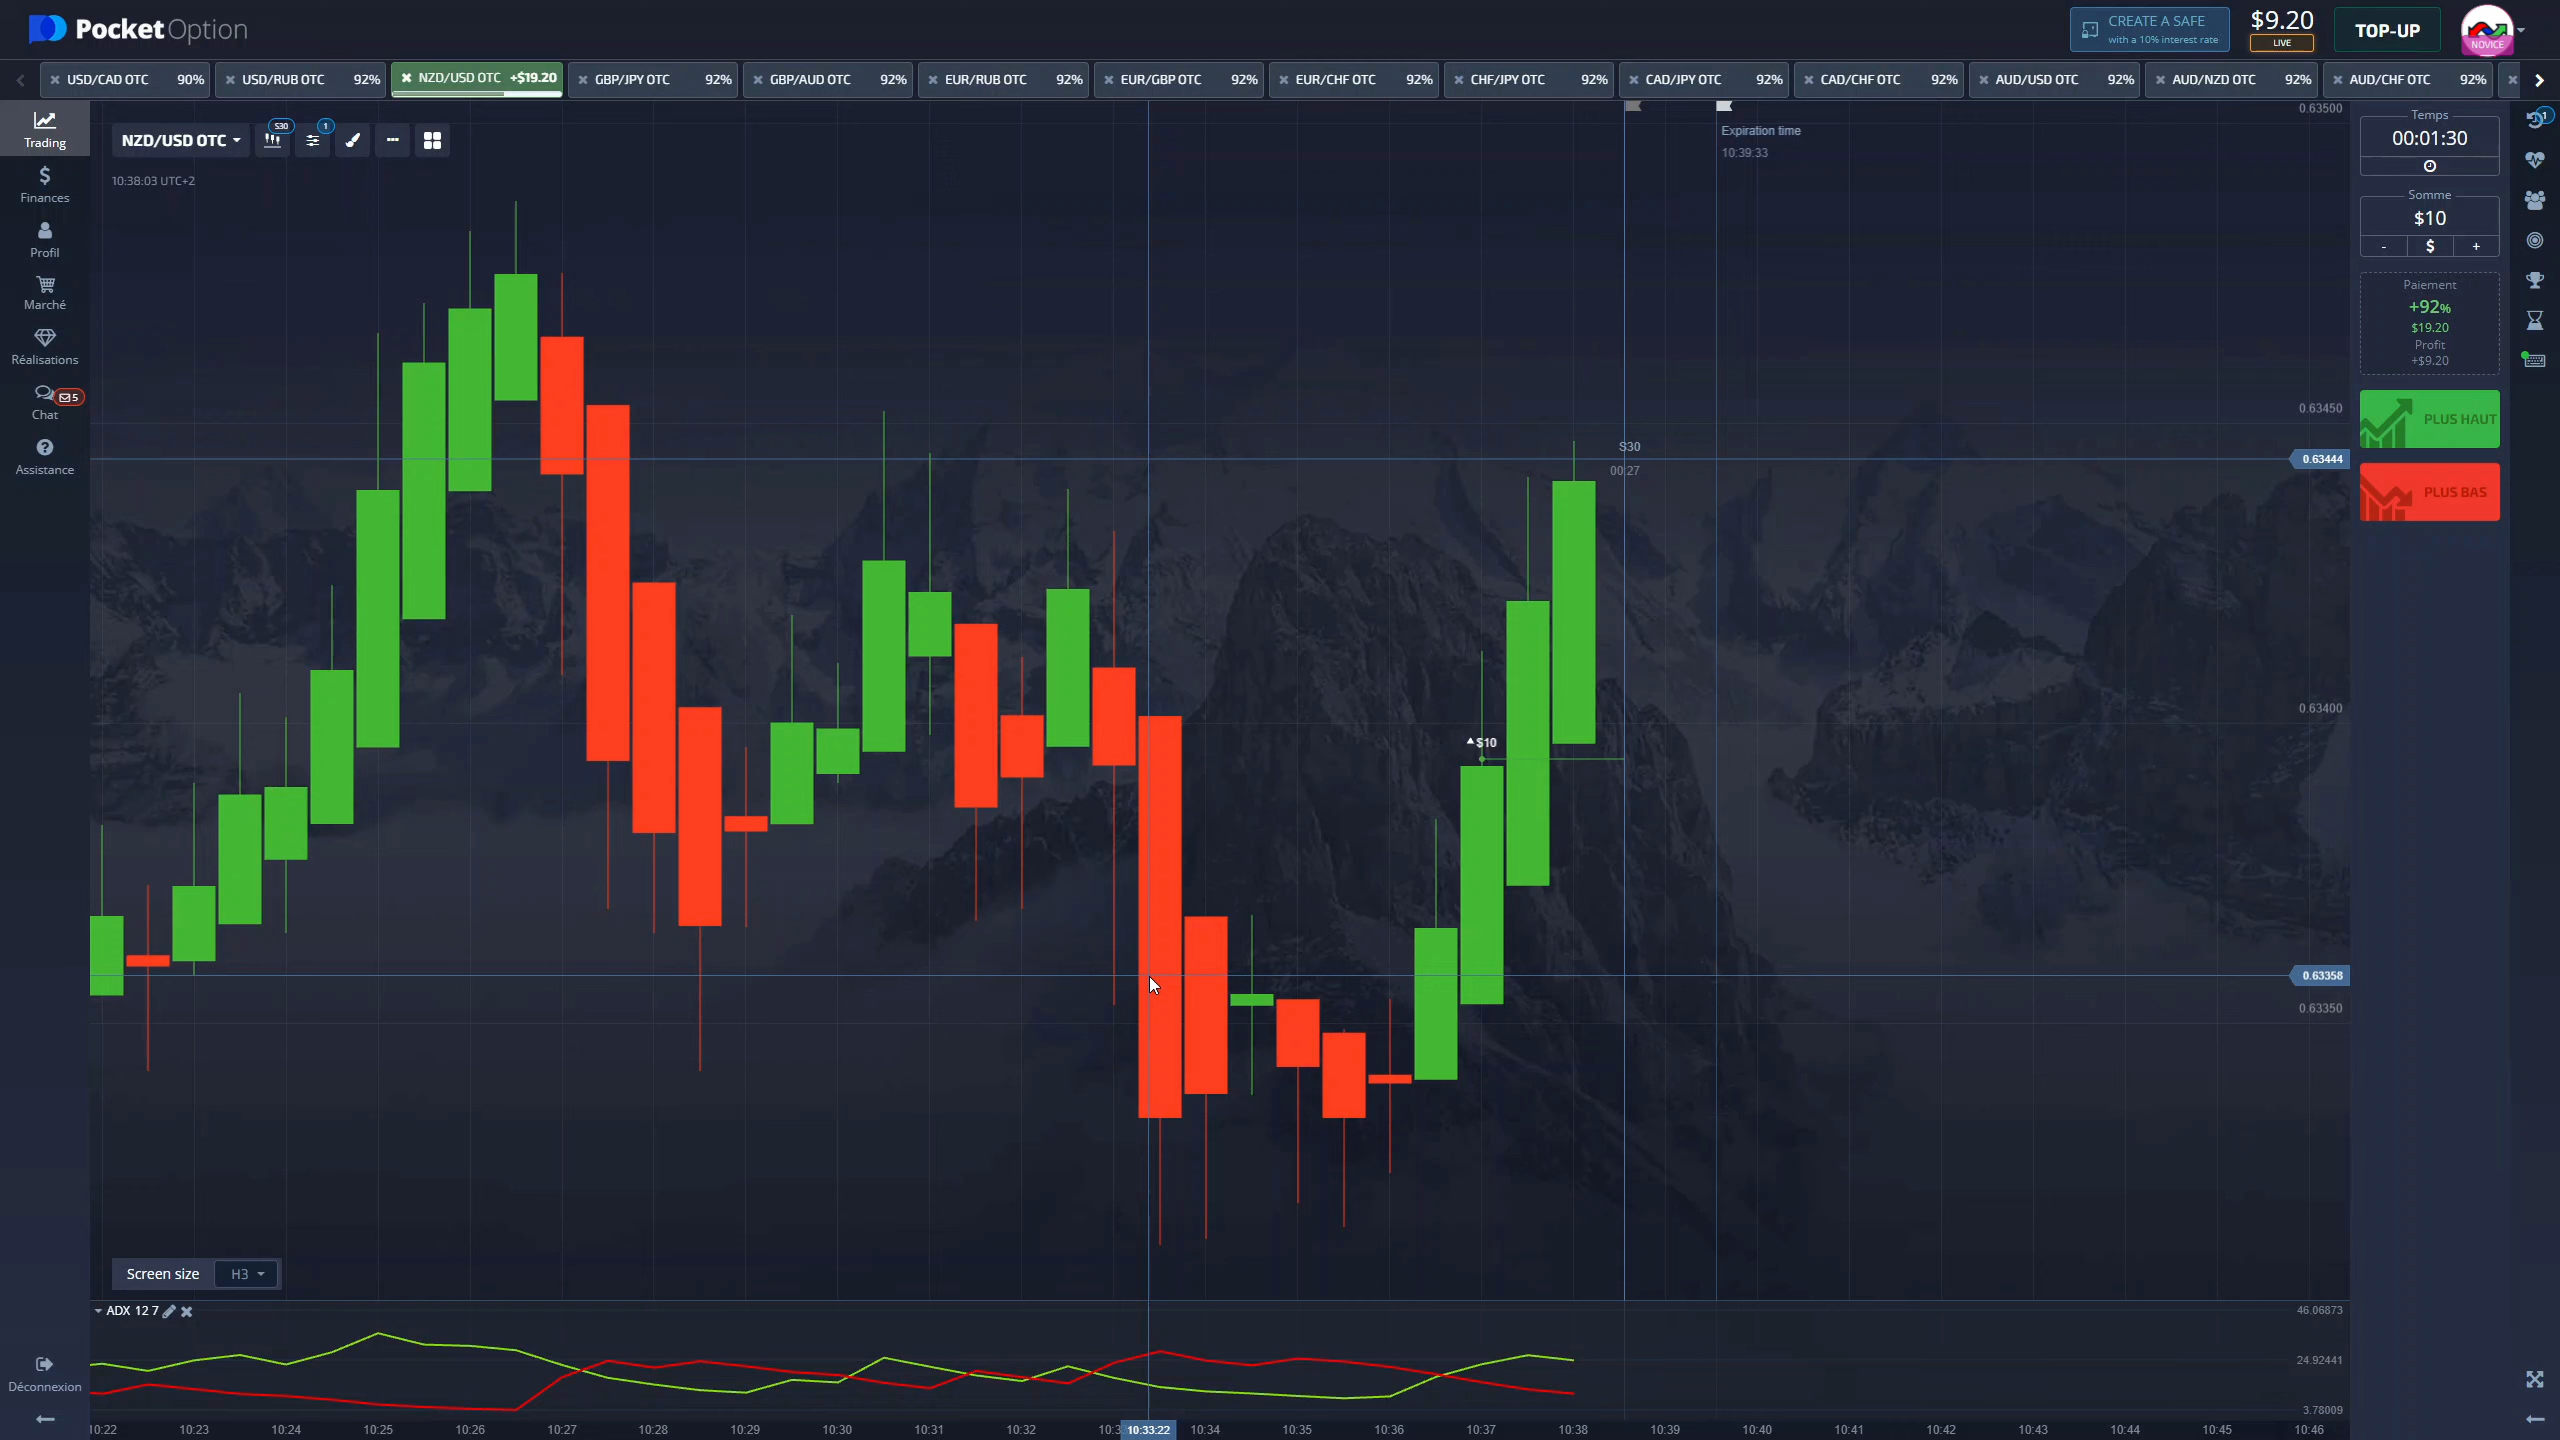 PocketOption
CREATE A SAFE
with a 10% interest rate
$9.20
LIVE
TOP-UP
NOVICE
USD/CAD OTC 90%
USD/RUB OTC 92%
NZD/USD OTC +$19.20
GBP/JPY OTC 92%
GBP/AUD OTC 92%
EUR/RUB OTC 92%
EUR/GBP OTC 92%
EUR/CHF OTC 92%
CHF/JPY OTC 92%
CAD/JPY OTC 92%
CAD/CHF OTC 92%
AUD/USD OTC 92%
AUD/NZD OTC 92%
AUD/CHF OTC 92%
Trading
Finances
Profil
Marché
Réalisations
Chat
5
Assistance
Déconnexion
NZD/USD OTC
S30
1
10:38:03 UTC+2
Expiration time
10:39:33
S30
00:27
$10
0.63500
0.63450
0.63444
0.63400
0.63358
0.63350
Temps
00:01:30
Somme
$10
- $ +
Paiement
+92%
$19.20
Profit
+$9.20
PLUS HAUT
PLUS BAS
1
Screen size H3
ADX 12 7
46.06873
24.92441
3.78009
10:22 10:23 10:24 10:25 10:26 10:27 10:28 10:29 10:30 10:31 10:32 10:33:22 10:34 10:35 10:36 10:37 10:38 10:39 10:40 10:41 10:42 10:43 10:44 10:45 10:46